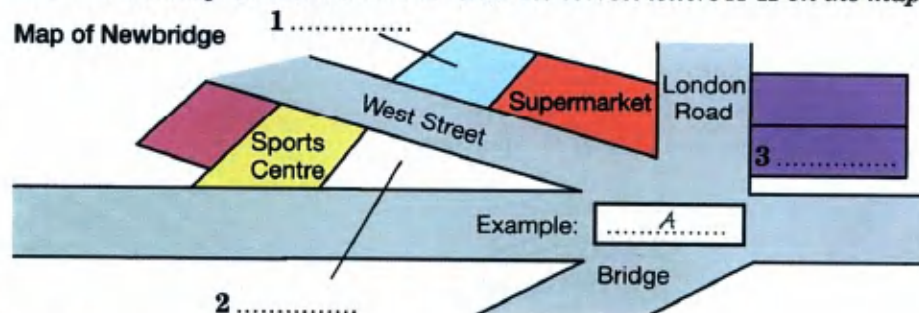 Map of Newbridge
1 ..............
London
Road
Supermarket
West Street
Sports
Centre
3 ..............
Example: A
Bridge
2 ..............